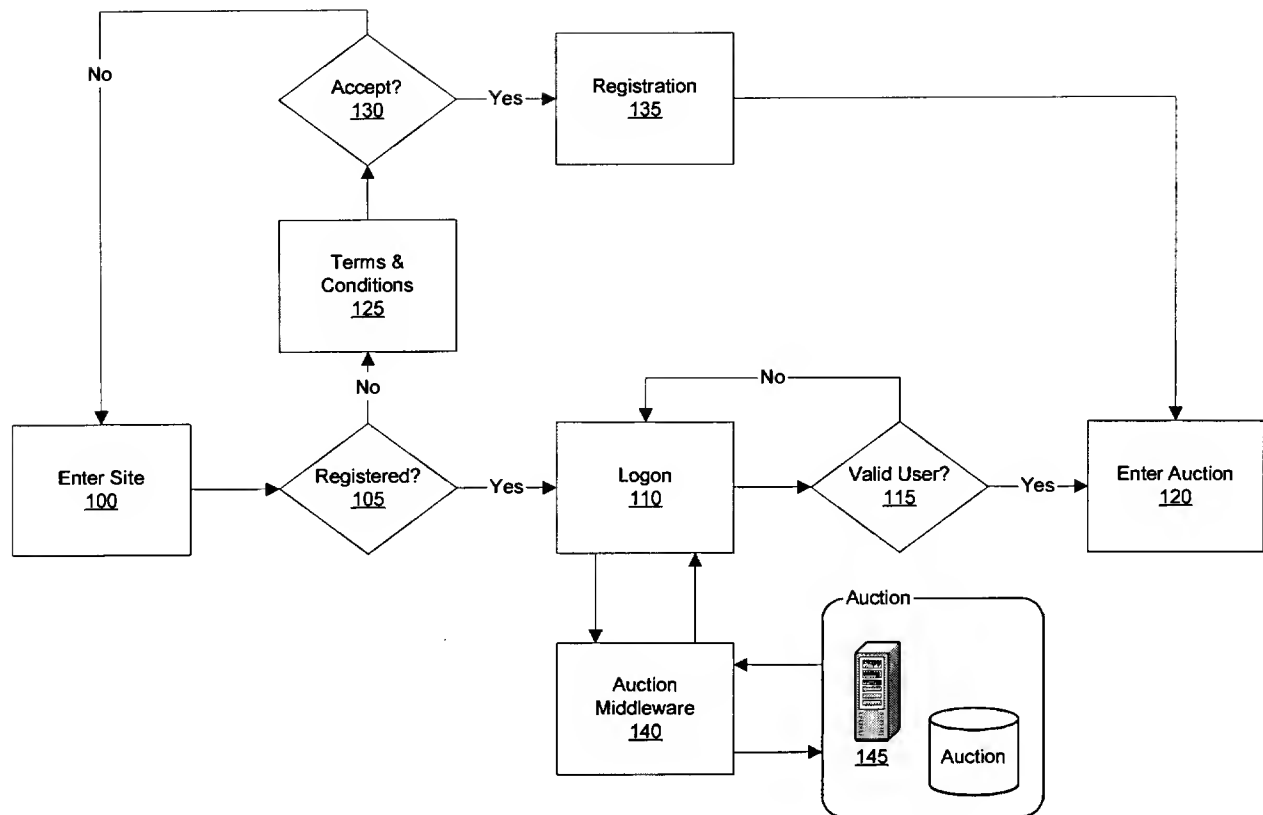 No
Accept?
130
Yes
Registration
135
Terms &
Conditions
125
No
No
Enter Site
100
Registered?
105
Yes
Logon
110
Valid User?
115
Yes
Enter Auction
120
Auction
Auction
Middleware
140
145
Auction